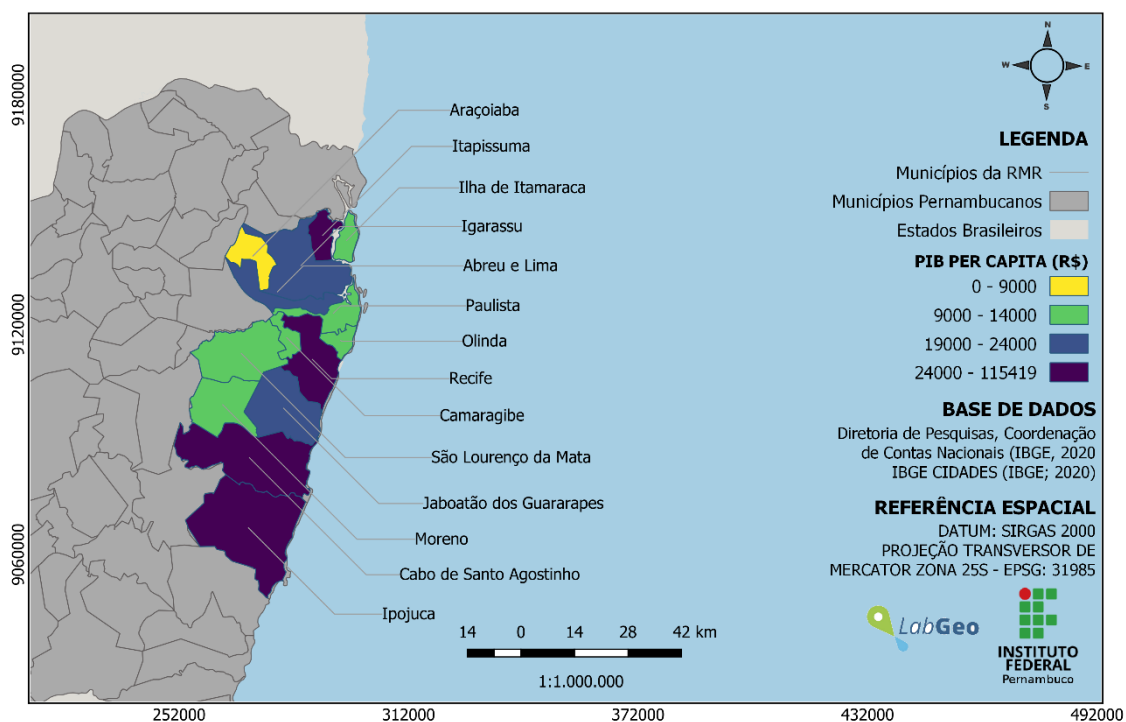 N
W
E
S
9180000
9120000
9060000
Araçoiaba
Itapissuma
Ilha de Itamaraca
Igarassu
Abreu e Lima
Paulista
Olinda
Recife
Camaragibe
São Lourenço da Mata
Jaboatão dos Guararapes
Moreno
Cabo de Santo Agostinho
Ipojuca
LEGENDA
Municípios da RMR
Municípios Pernambucanos
Estados Brasileiros
PIB PER CAPITA (R$)
0 - 9000
9000 - 14000
19000 - 24000
24000 - 115419
BASE DE DADOS
Diretoria de Pesquisas, Coordenação
de Contas Nacionais (IBGE, 2020
IBGE CIDADES (IBGE; 2020)
REFERÊNCIA ESPACIAL
DATUM: SIRGAS 2000
PROJEÇÃO TRANSVERSOR DE
MERCATOR ZONA 25S - EPSG: 31985
LabGeo
INSTITUTO
FEDERAL
Pernambuco
14 0 14 28 42 km
1:1.000.000
252000 312000 372000 432000 492000